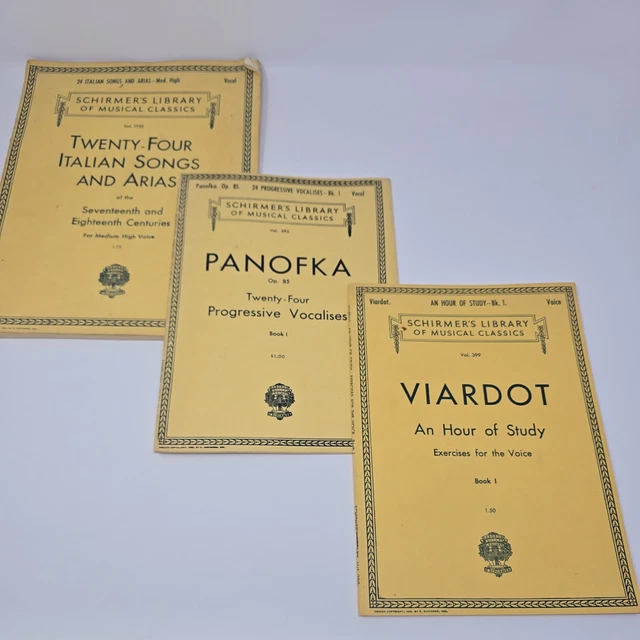 24 ITALIAN SONGS AND ARIAS—Med. High Vocal
SCHIRMER'S LIBRARY
OF MUSICAL CLASSICS
TWENTY-FOUR
ITALIAN SONGS
AND ARIAS
of the
Seventeenth and
Eighteenth Centuries
For Medium High Voice
Panofka. Op. 85. 24 PROGRESSIVE VOCALISES—Bk. I Vocal
SCHIRMER'S LIBRARY
OF MUSICAL CLASSICS
Vol. 393
PANOFKA
Op. 85
Twenty-Four
Progressive Vocalises
Book I
$1.00
Viardot. AN HOUR OF STUDY—Bk. I. Voice
SCHIRMER'S LIBRARY
OF MUSICAL CLASSICS
Vol. 399
VIARDOT
An Hour of Study
Exercises for the Voice
Book I
1.50